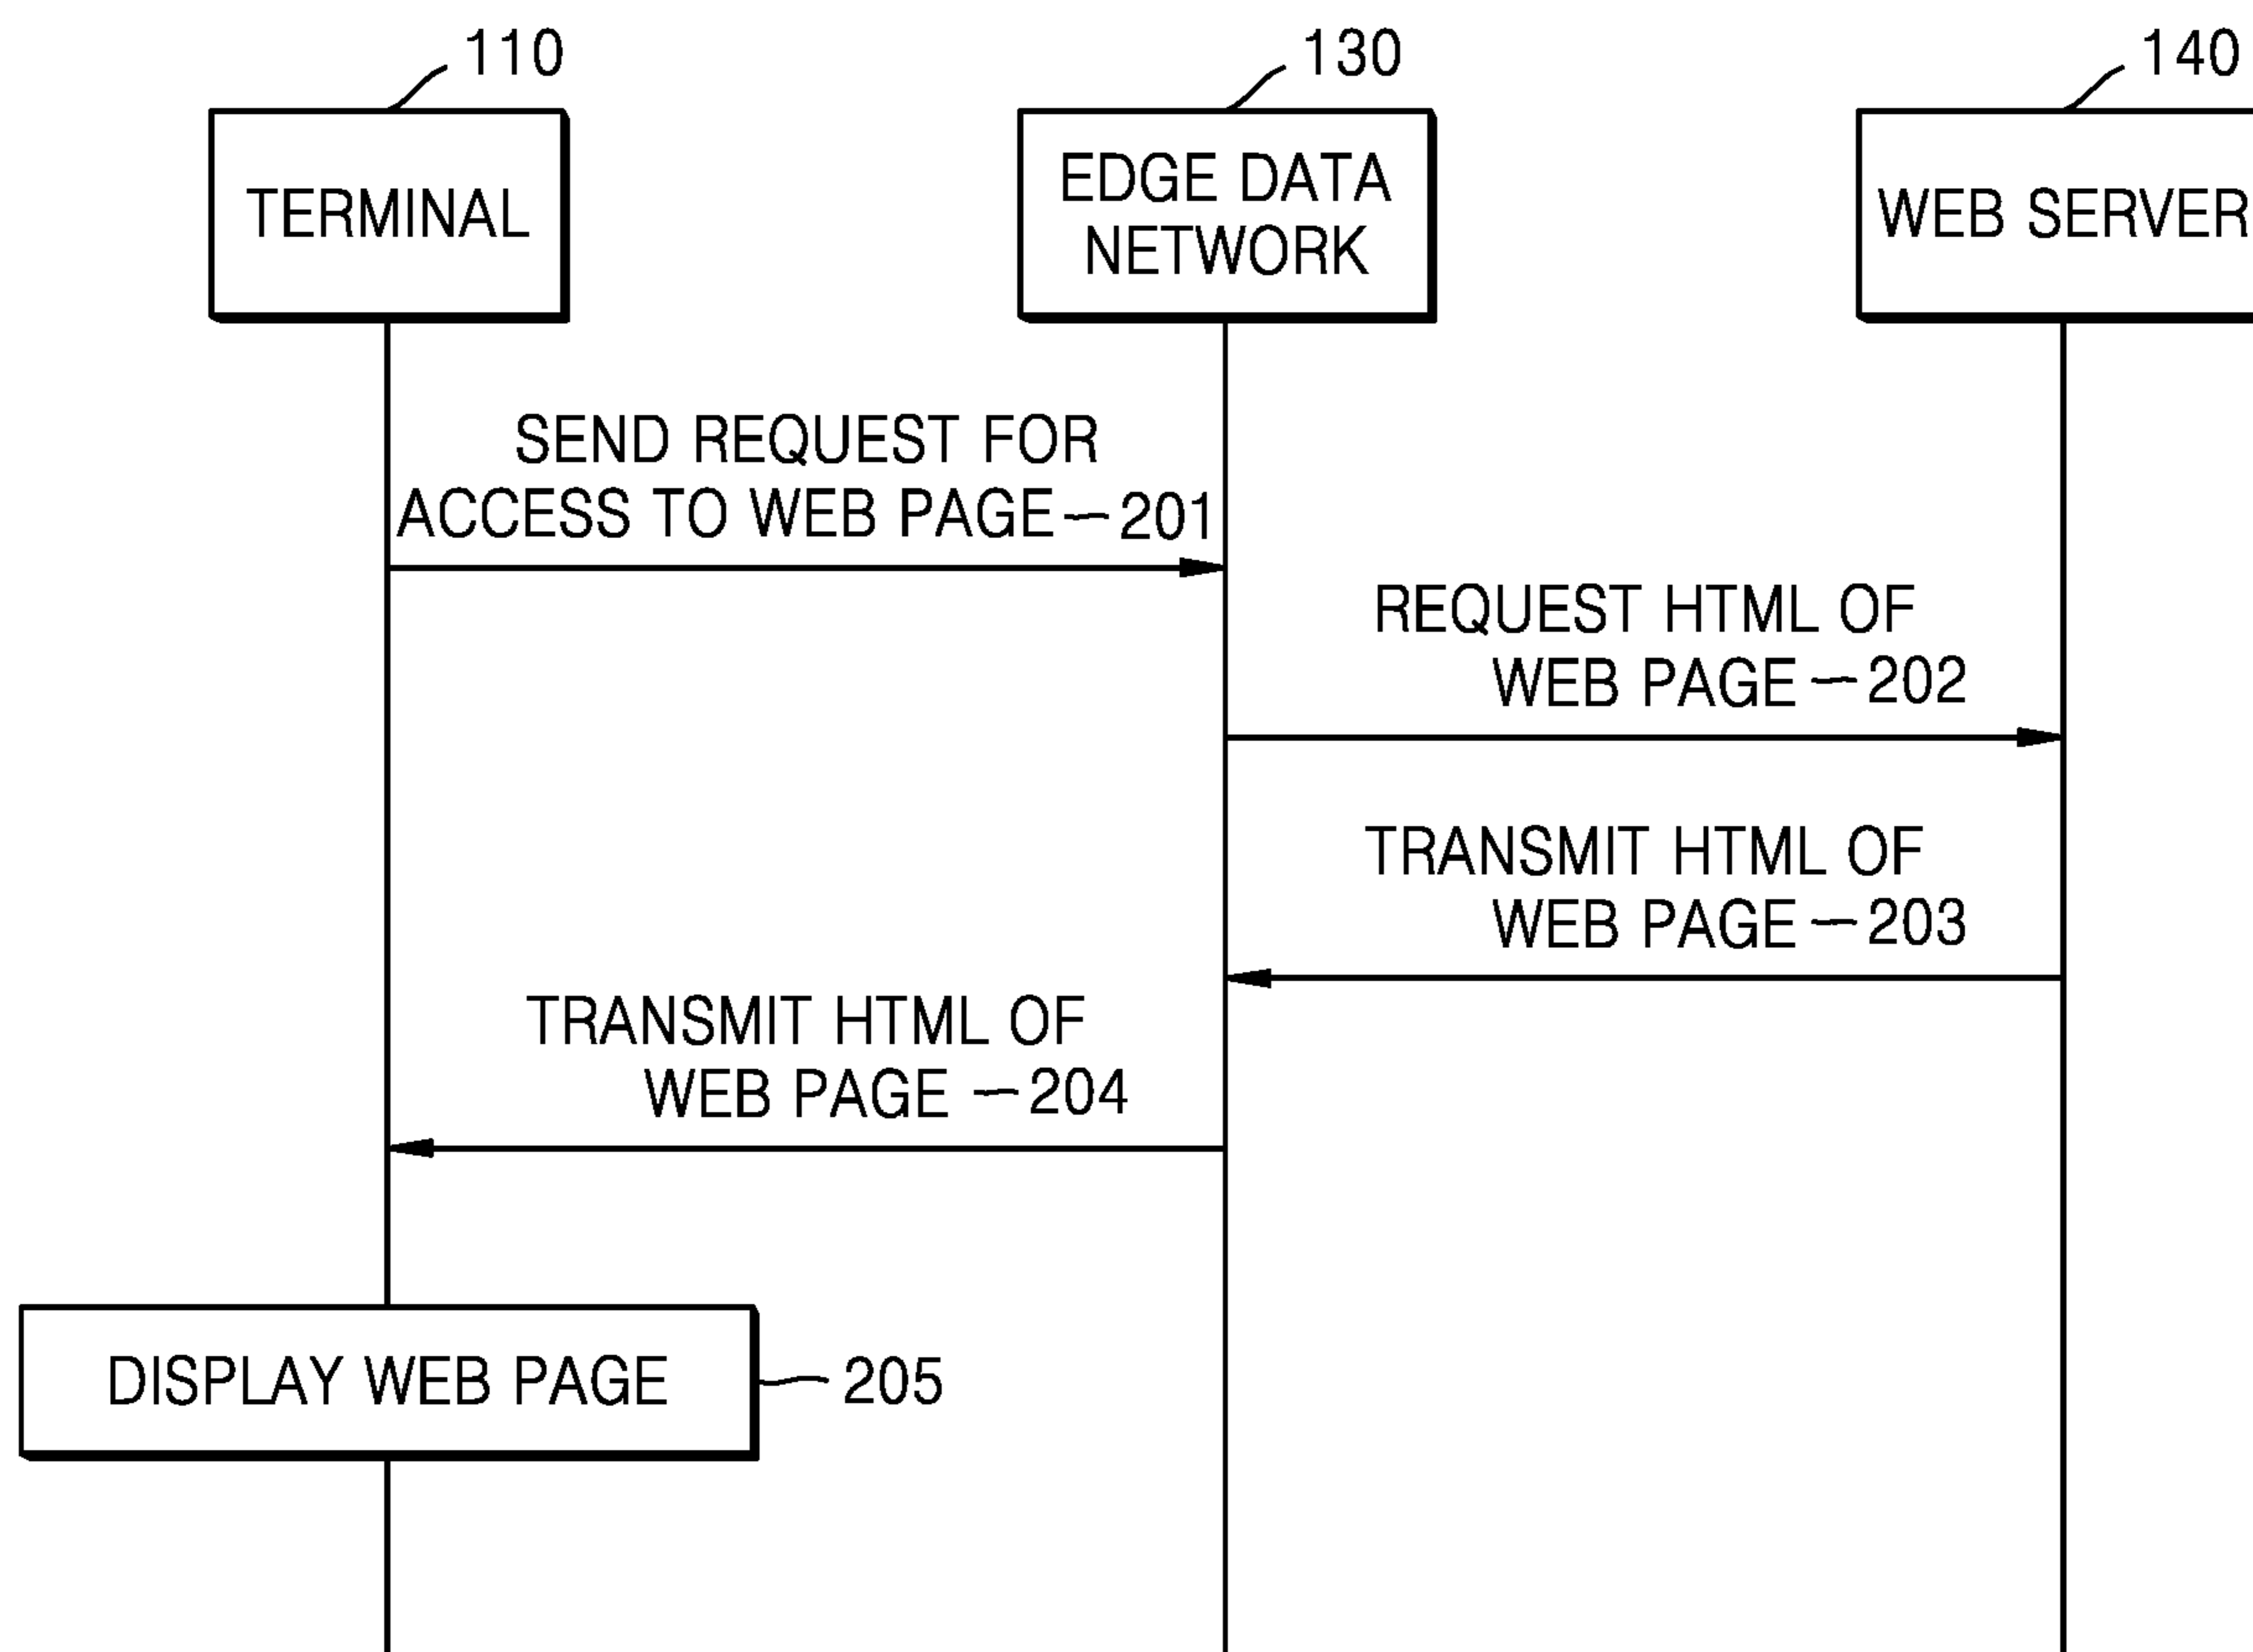 110
130
140
TERMINAL
EDGE DATA
NETWORK
WEB SERVER
SEND REQUEST FOR
ACCESS TO WEB PAGE 201
REQUEST HTML OF
WEB PAGE 202
TRANSMIT HTML OF
WEB PAGE 203
TRANSMIT HTML OF
WEB PAGE 204
DISPLAY WEB PAGE
205